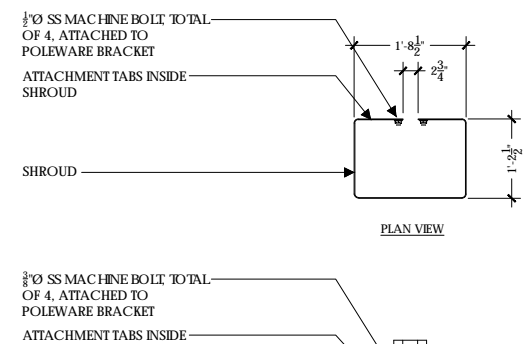 ½"Ø SS MACHINE BOLT, TOTAL
OF 4, ATTACHED TO
POLEWARE BRACKET
ATTACHMENT TABS INSIDE
SHROUD
SHROUD
1'-8½"
2¾"
1'-2½"
PLAN VIEW
⅜"Ø SS MACHINE BOLT, TOTAL
OF 4, ATTACHED TO
POLEWARE BRACKET
ATTACHMENT TABS INSIDE